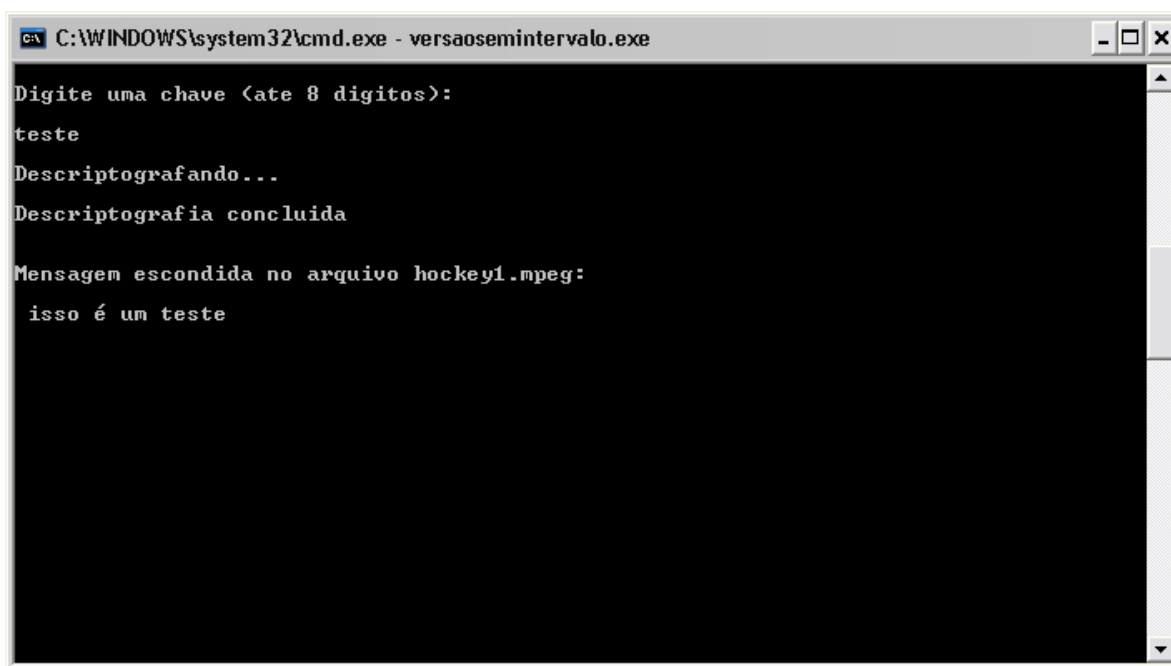 C:\WINDOWS\system32\cmd.exe - versaosemintervalo.exe
Digite uma chave (ate 8 digitos):
teste
Descriptografando...
Descriptografia concluida
Mensagem escondida no arquivo hockey1.mpeg:
isso é um teste